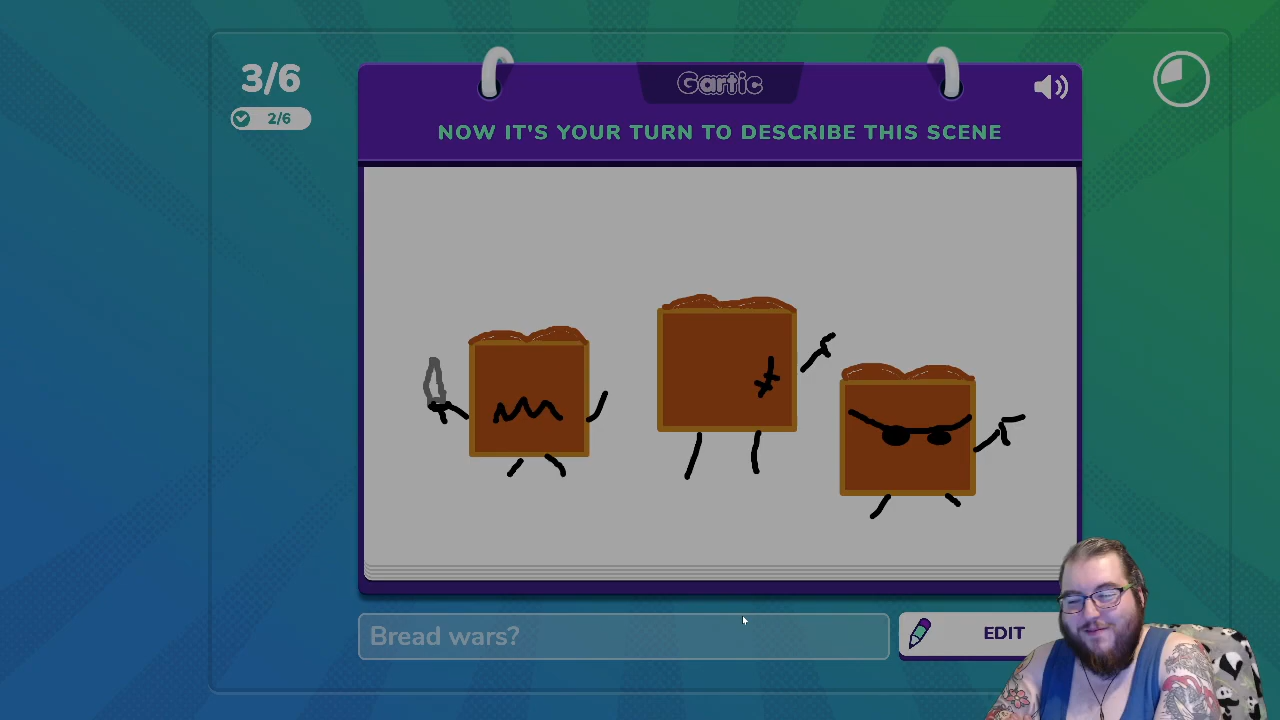 3/6
2/6
Gartic
NOW IT'S YOUR TURN TO DESCRIBE THIS SCENE
Bread wars?
EDIT